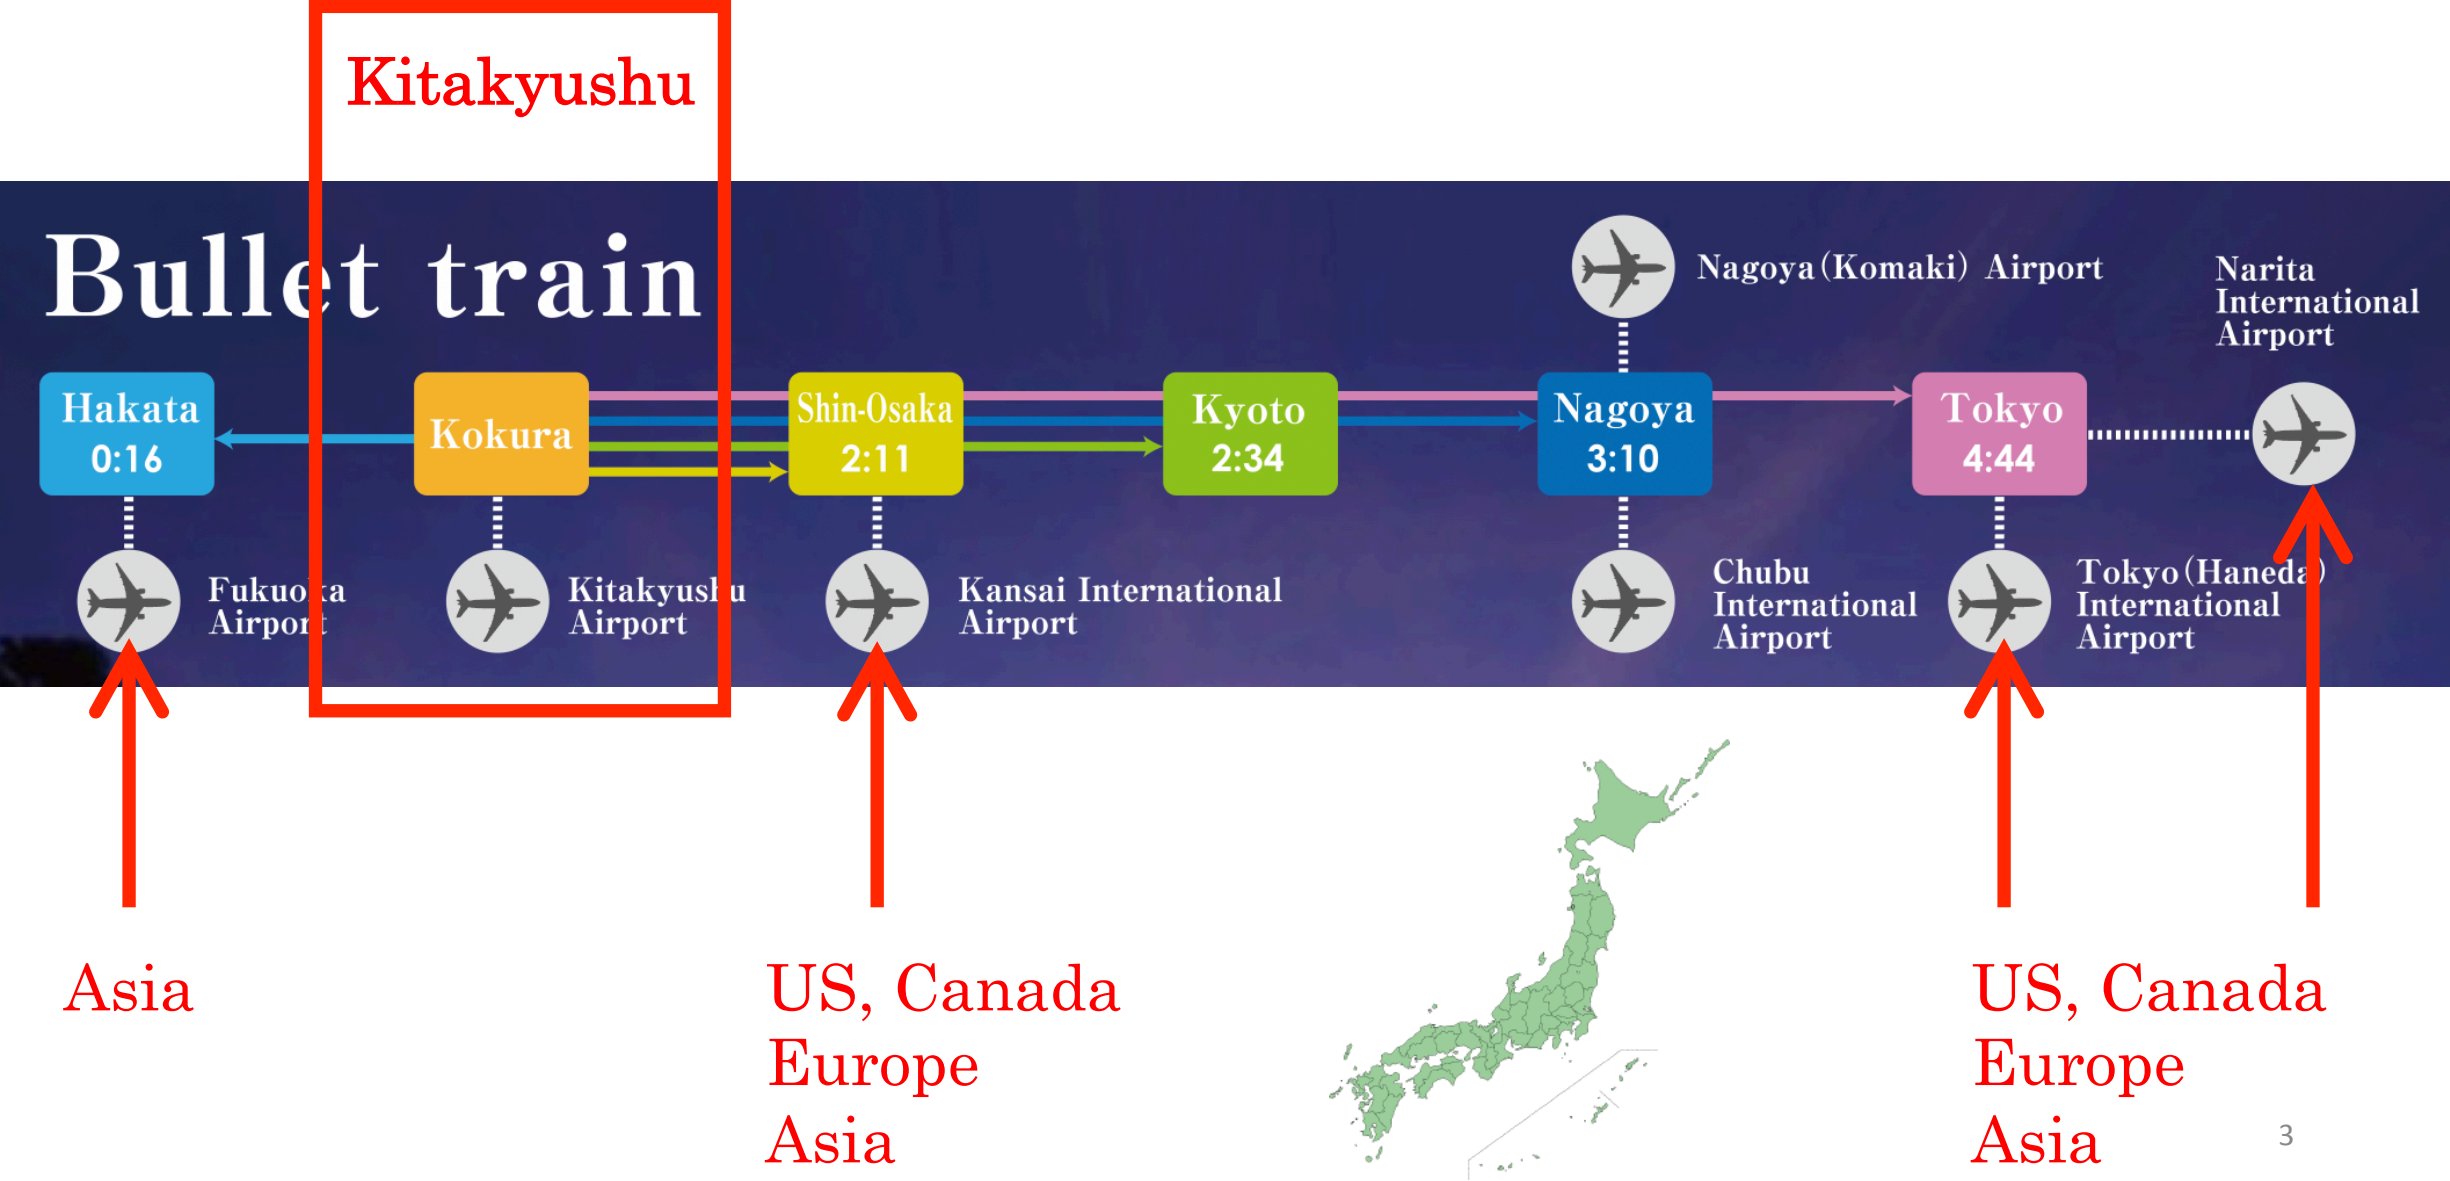 Kitakyushu
Bullet train
Nagoya(Komaki) Airport
Narita
International
Airport
Hakata
0:16
Kokura
Shin-Osaka
2:11
Kyoto
2:34
Nagoya
3:10
Tokyo
4:44
Fukuoka
Airport
Kitakyushu
Airport
Kansai International
Airport
Chubu
International
Airport
Tokyo(Haneda)
International
Airport
Asia
US, Canada
Europe
Asia
US, Canada
Europe
Asia
3